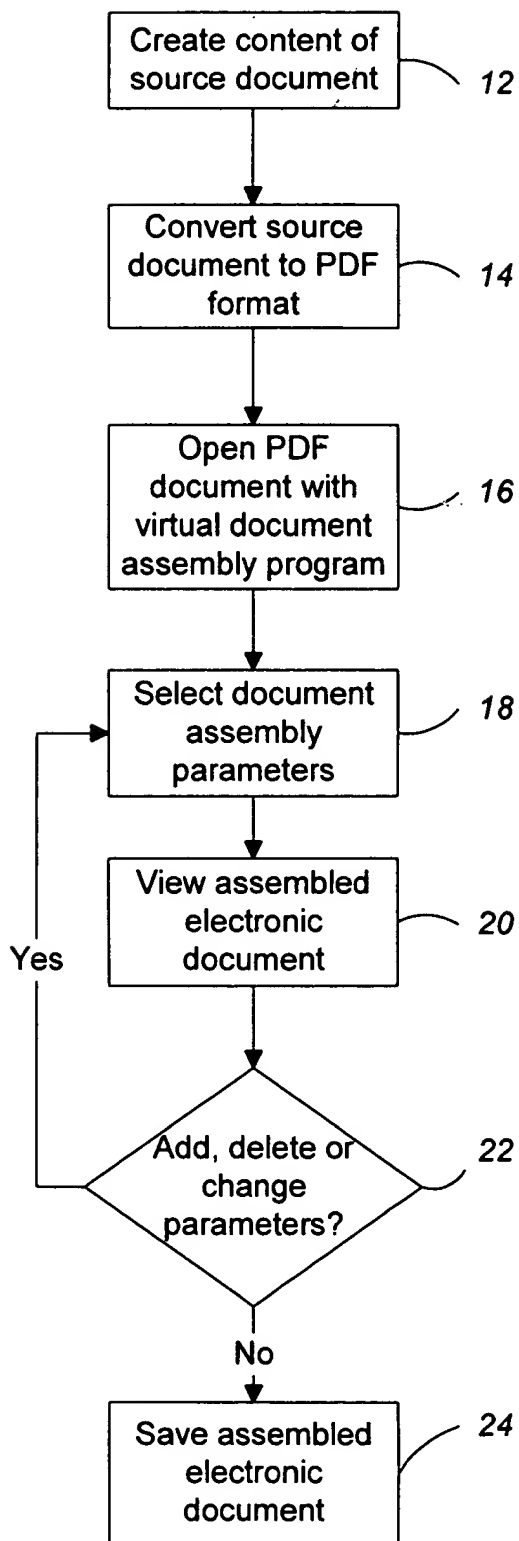 Create content of
source document
12
Convert source
document to PDF
format
14
Open PDF
document with
virtual document
assembly program
16
Select document
assembly
parameters
18
View assembled
electronic
document
20
Yes
Add, delete or
change
parameters?
22
No
Save assembled
electronic
document
24